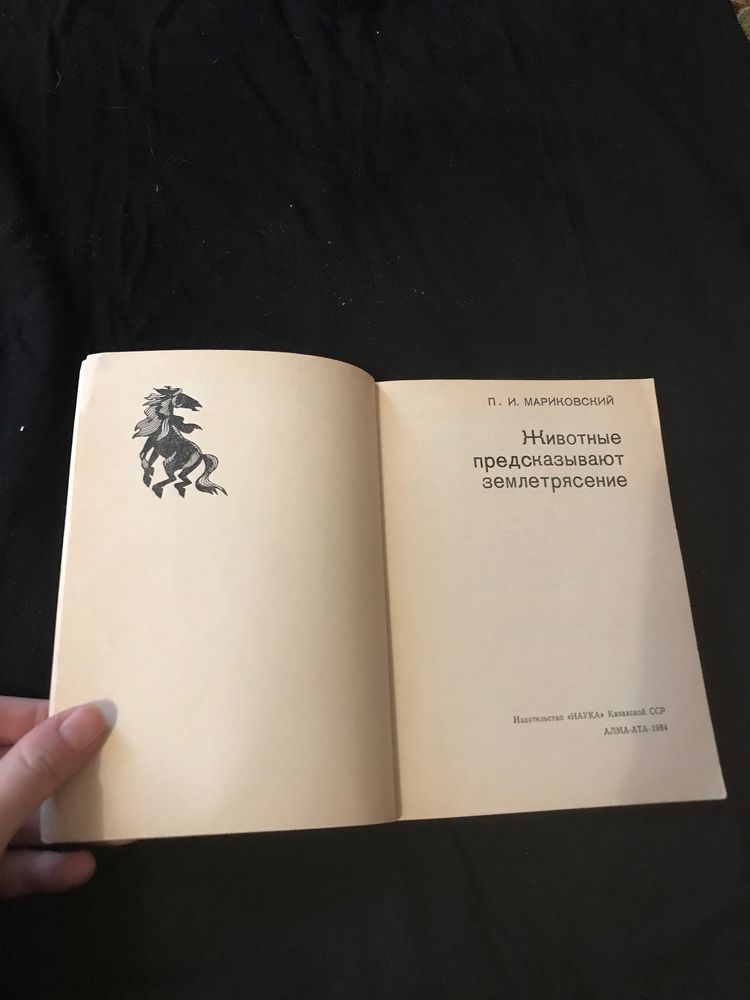 П. И. МАРИКОВСКИЙ
Животные
предсказывают
землетрясение
Издательство «НАУКА» Казахской ССР
АЛМА-АТА·1984